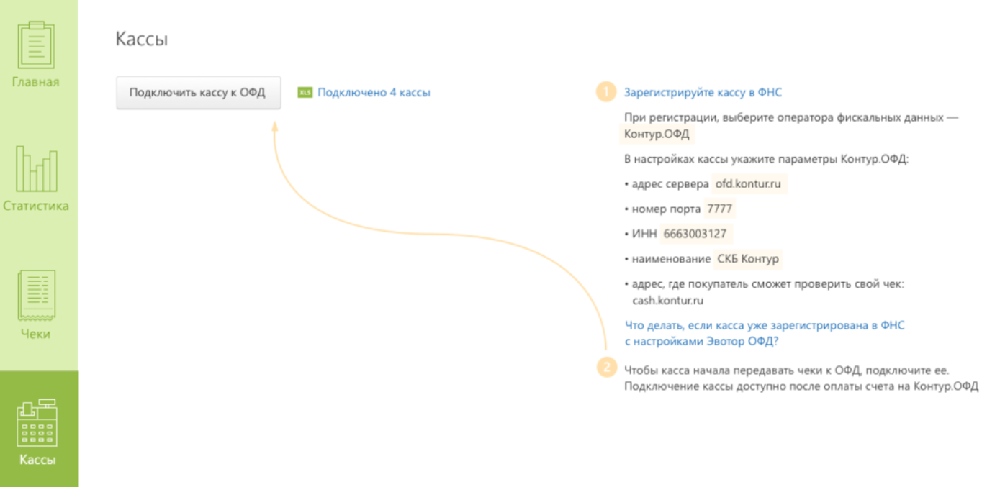 Главная
Статистика
Чеки
Кассы
Кассы
Подключить кассу к ОФД
XLS Подключено 4 кассы
1 Зарегистрируйте кассу в ФНС
При регистрации, выберите оператора фискальных данных —
Контур.ОФД
В настройках кассы укажите параметры Контур.ОФД:
• адрес сервера ofd.kontur.ru
• номер порта 7777
• ИНН 6663003127
• наименование СКБ Контур
• адрес, где покупатель сможет проверить свой чек:
cash.kontur.ru
Что делать, если касса уже зарегистрирована в ФНС
с настройками Эвотор ОФД?
2 Чтобы касса начала передавать чеки к ОФД, подключите ее.
Подключение кассы доступно после оплаты счета на Контур.ОФД